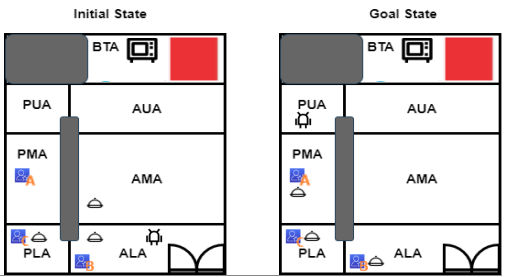 Initial State
Goal State
BTA
BTA
PUA
AUA
PUA
AUA
PMA
PMA
A
AMA
A
AMA
C
C
PLA
ALA
PLA
ALA
B
B